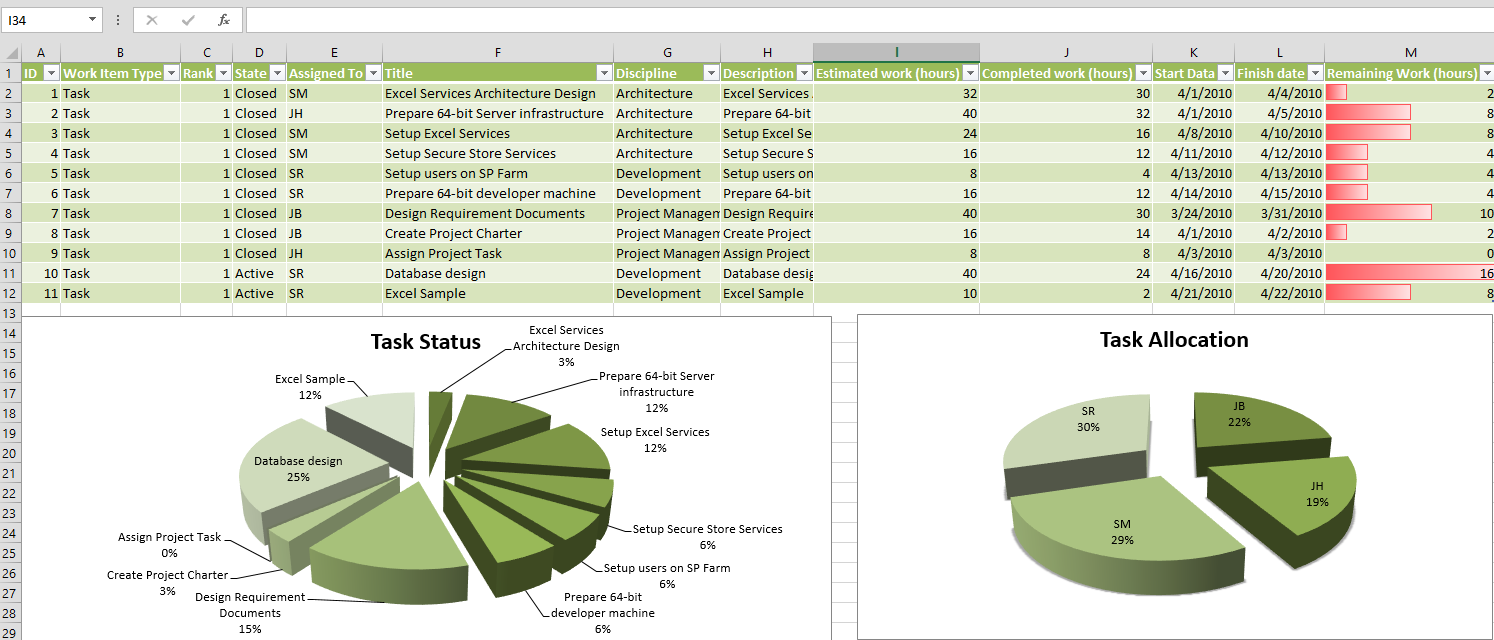 I34 fx
A B C D E F G H I J K L M
1 ID Work Item Type Rank State Assigned To Title Discipline Description Estimated work (hours) Completed work (hours) Start Data Finish date Remaining Work (hours)
2 1 Task 1 Closed SM Excel Services Architecture Design Architecture Excel Services 32 30 4/1/2010 4/4/2010 2
3 2 Task 1 Closed JH Prepare 64-bit Server infrastructure Architecture Prepare 64-bit 40 32 4/1/2010 4/5/2010 8
4 3 Task 1 Closed SM Setup Excel Services Architecture Setup Excel Se 24 16 4/8/2010 4/10/2010 8
5 4 Task 1 Closed SM Setup Secure Store Services Architecture Setup Secure S 16 12 4/11/2010 4/12/2010 4
6 5 Task 1 Closed SR Setup users on SP Farm Development Setup users on 8 4 4/13/2010 4/13/2010 4
7 6 Task 1 Closed SR Prepare 64-bit developer machine Development Prepare 64-bit 16 12 4/14/2010 4/15/2010 4
8 7 Task 1 Closed JB Design Requirement Documents Project Managem Design Require 40 30 3/24/2010 3/31/2010 10
9 8 Task 1 Closed JB Create Project Charter Project Managem Create Project 16 14 4/1/2010 4/2/2010 2
10 9 Task 1 Closed JH Assign Project Task Project Managem Assign Project 8 8 4/3/2010 4/3/2010 0
11 10 Task 1 Active SR Database design Development Database desig 40 24 4/16/2010 4/20/2010 16
12 11 Task 1 Active SR Excel Sample Development Excel Sample 10 2 4/21/2010 4/22/2010 8
13
14
15
16
17
18
19
20
21
22
23
24
25
26
27
28
29
Task Status
Excel Services
Architecture Design
3%
Prepare 64-bit Server
infrastructure
12%
Setup Excel Services
12%
Setup Secure Store Services
6%
Setup users on SP Farm
6%
Prepare 64-bit
developer machine
6%
Design Requirement
Documents
15%
Create Project Charter
3%
Assign Project Task
0%
Database design
25%
Excel Sample
12%
Task Allocation
JB
22%
JH
19%
SM
29%
SR
30%